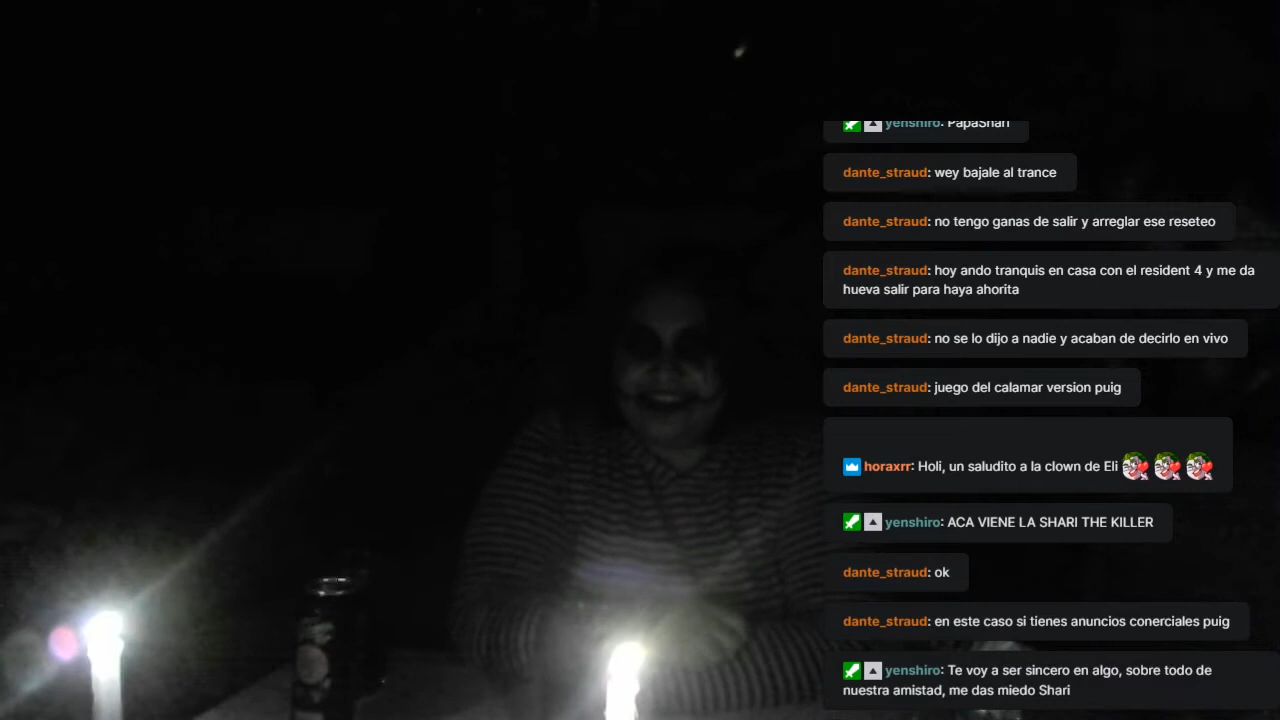 yenshiro: PapaShari
dante_straud: wey bajale al trance
dante_straud: no tengo ganas de salir y arreglar ese reseteo
dante_straud: hoy ando tranquis en casa con el resident 4 y me da
hueva salir para haya ahorita
dante_straud: no se lo dijo a nadie y acaban de decirlo en vivo
dante_straud: juego del calamar version puig
horaxrr: Holi, un saludito a la clown de Eli
yenshiro: ACA VIENE LA SHARI THE KILLER
dante_straud: ok
dante_straud: en este caso si tienes anuncios conerciales puig
yenshiro: Te voy a ser sincero en algo, sobre todo de
nuestra amistad, me das miedo Shari